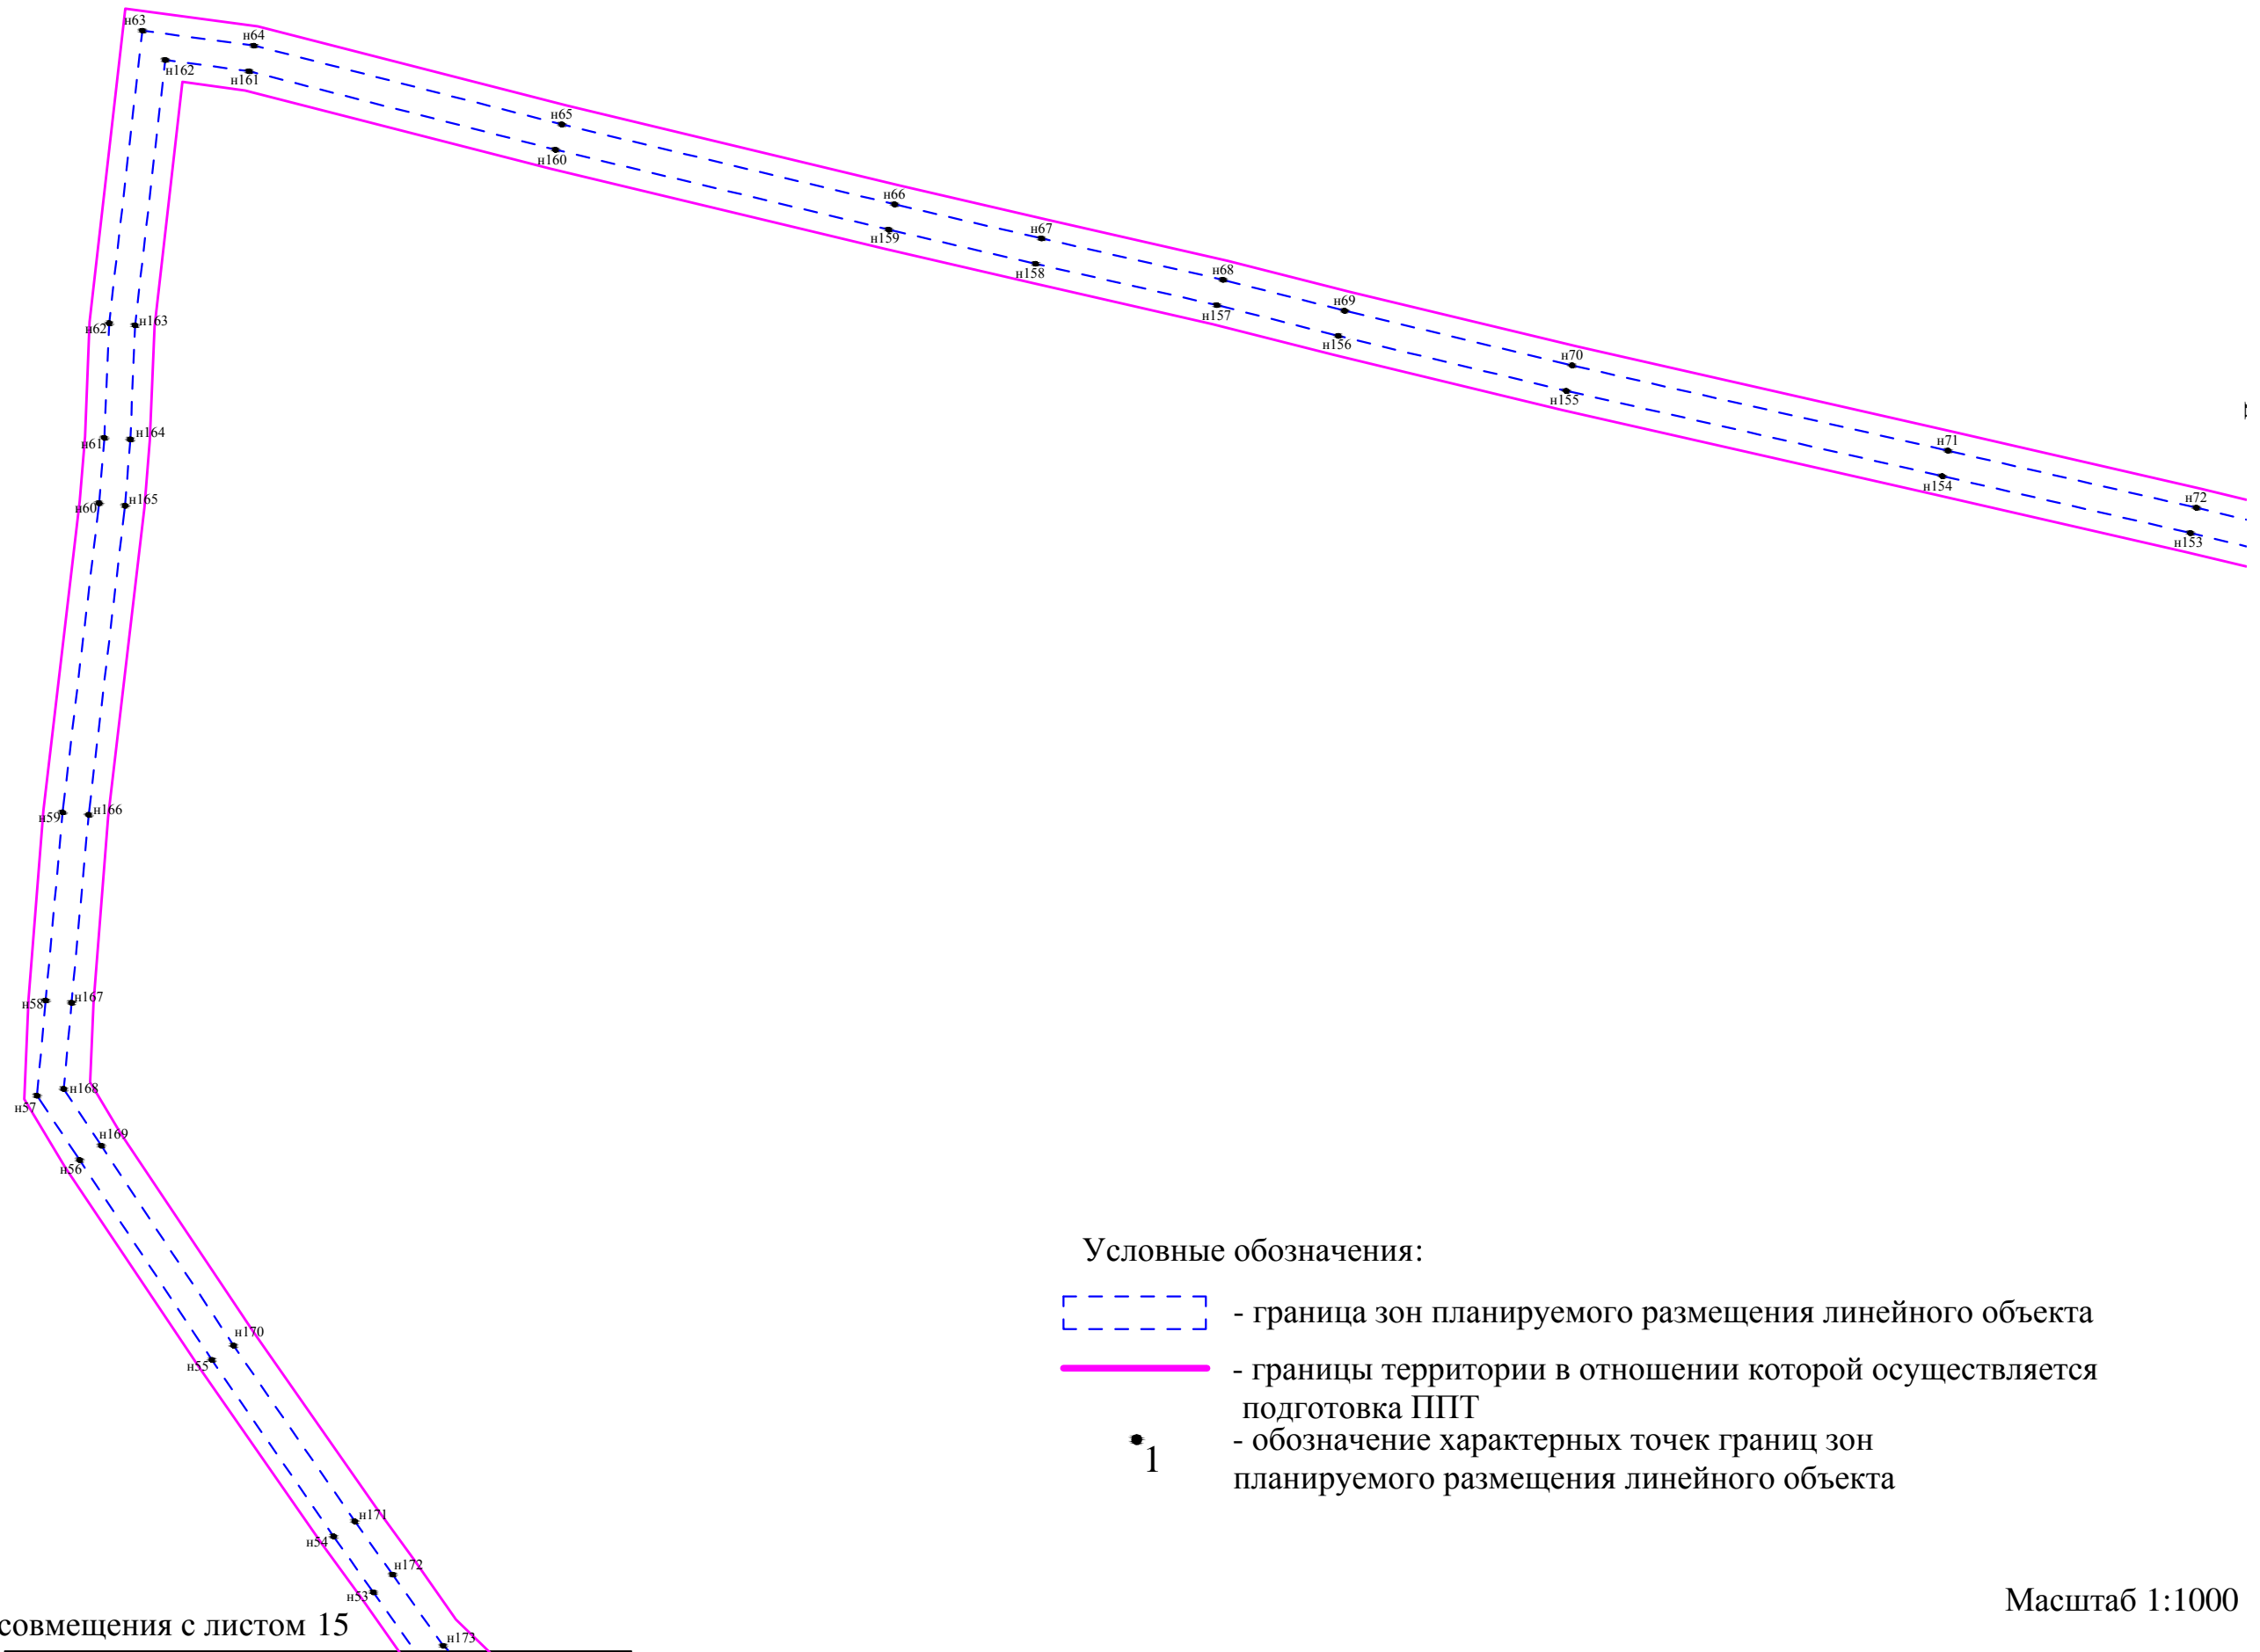 н63
н64
н162
н161
н65
н160
н66
н159
н67
н158
н68
н157
н69
н156
н62
н163
н70
н155
н61
н164
н71
н154
н60
н165
н72
н153
н59
н166
н58
н167
н168
н57
н169
н56
Условные обозначения:
- граница зон планируемого размещения линейного объекта
н170
н55
- границы территории в отношении которой осуществляется
подготовка ППТ
- обозначение характерных точек границ зон
1
планируемого размещения линейного объекта
н171
н54
н172
н53
Масштаб 1:1000
совмещения с листом 15
н173